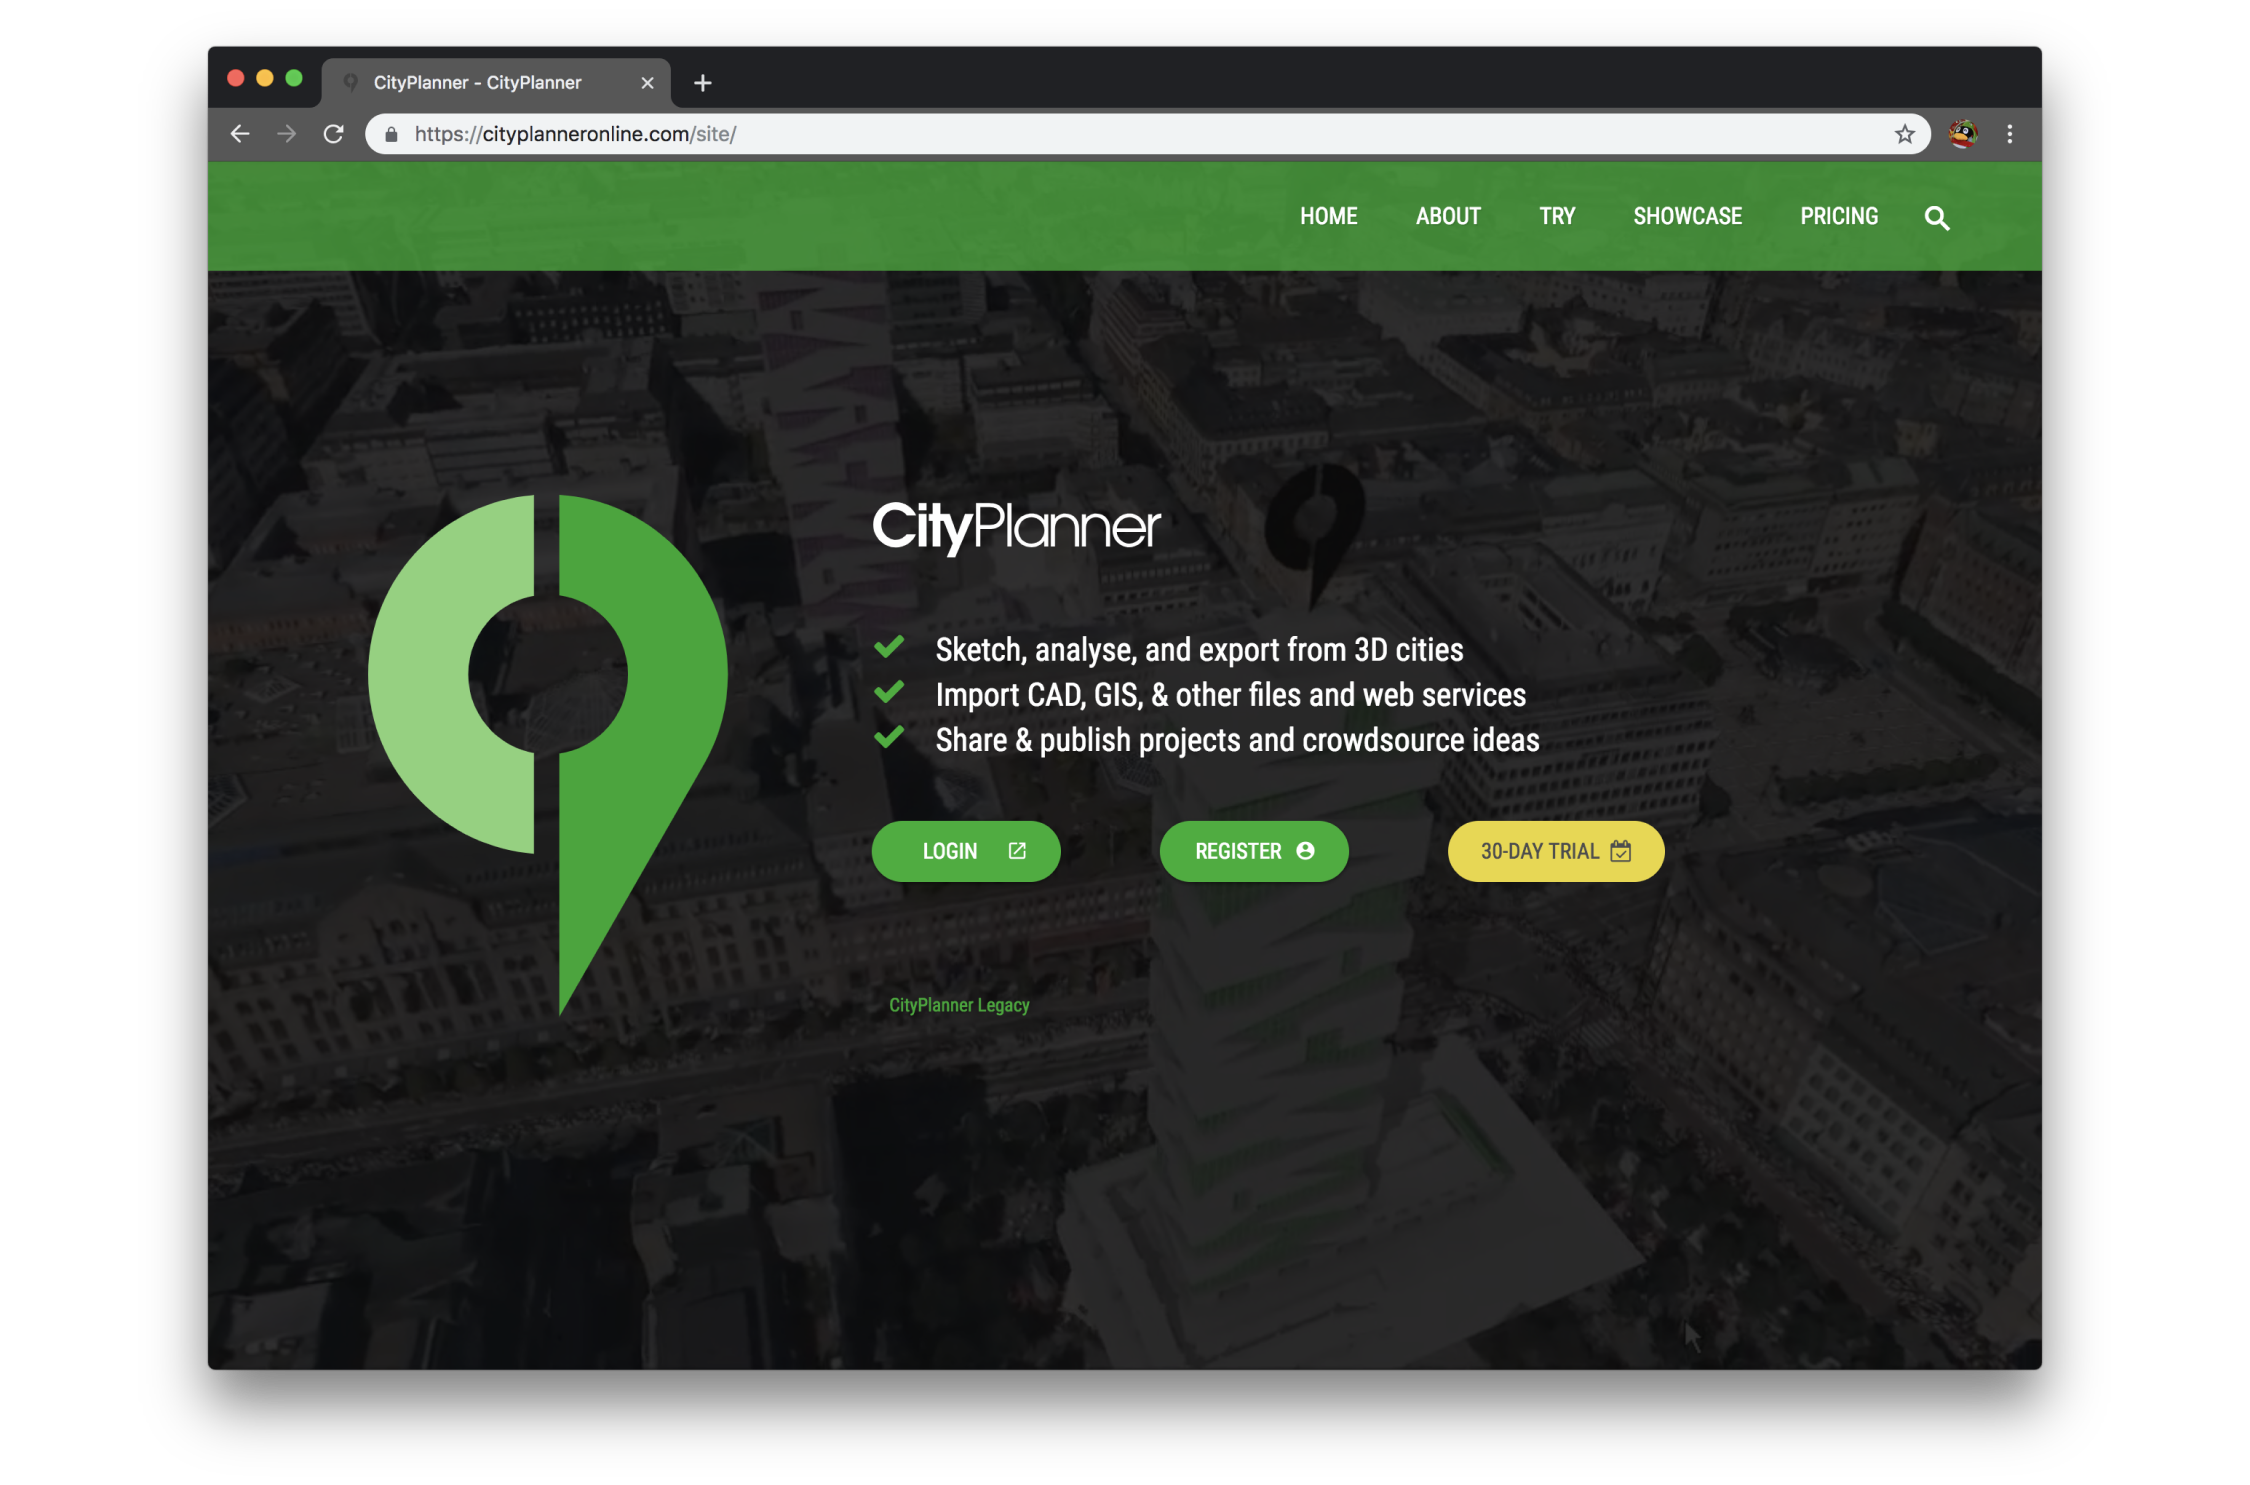 CityPlanner - CityPlanner
https://cityplanneronline.com/site/
HOME ABOUT TRY SHOWCASE PRICING
CityPlanner
Sketch, analyse, and export from 3D cities
Import CAD, GIS, & other files and web services
Share & publish projects and crowdsource ideas
LOGIN REGISTER 30-DAY TRIAL
CityPlanner Legacy